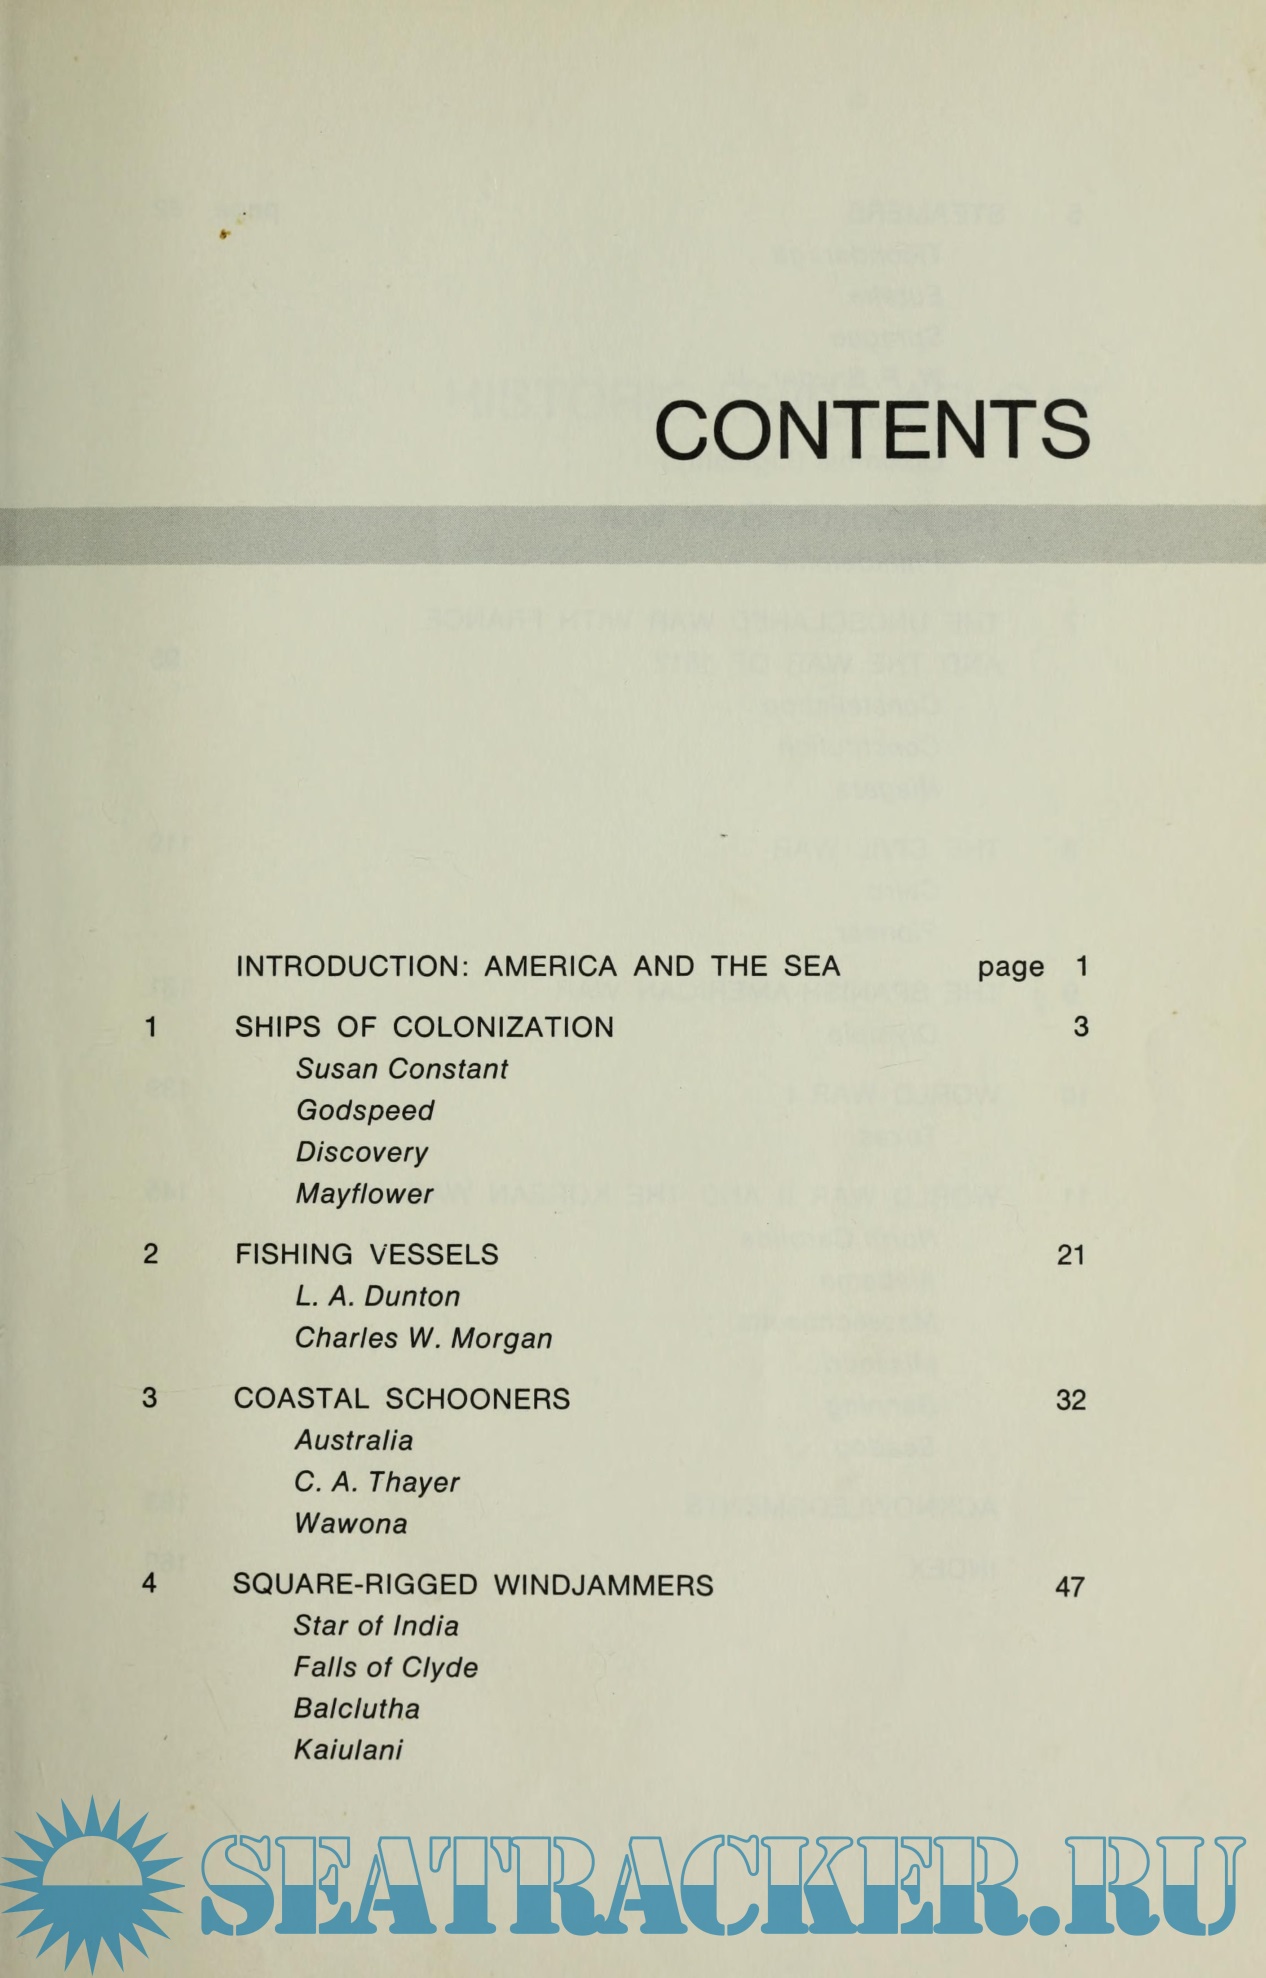 CONTENTS
INTRODUCTION: AMERICA AND THE SEA page 1
1 SHIPS OF COLONIZATION 3
Susan Constant
Godspeed
Discovery
Mayflower
2 FISHING VESSELS 21
L. A. Dunton
Charles W. Morgan
3 COASTAL SCHOONERS 32
Australia
C. A. Thayer
Wawona
4 SQUARE-RIGGED WINDJAMMERS 47
Star of India
Falls of Clyde
Balclutha
Kaiulani
SEATRACKER.RU